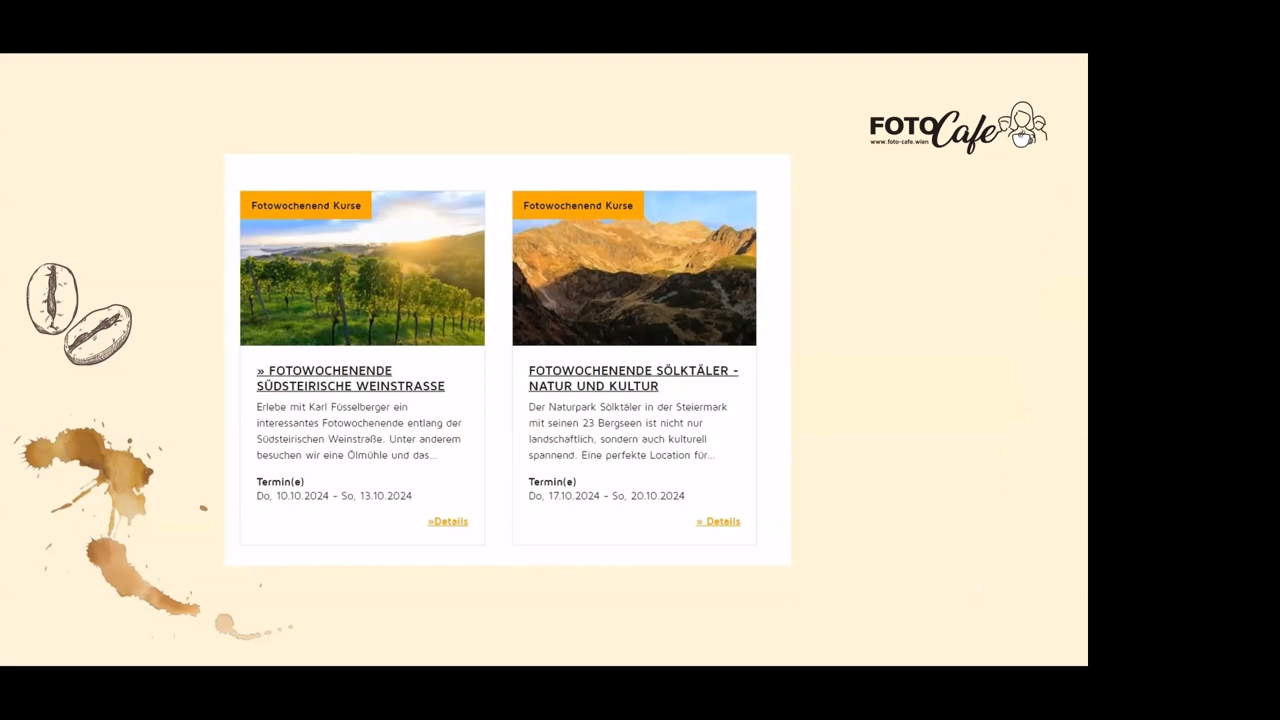 FOTOCafe
www.foto-cafe.wien
Fotowochenend Kurse
» FOTOWOCHENENDE
SÜDSTEIRISCHE WEINSTRASSE
Erlebe mit Karl Füsselberger ein
interessantes Fotowochenende entlang der
Südsteirischen Weinstraße. Unter anderem
besuchen wir eine Ölmühle und das...
Termin(e)
Do, 10.10.2024 - So, 13.10.2024
»Details
Fotowochenend Kurse
FOTOWOCHENENDE SÖLKTÄLER -
NATUR UND KULTUR
Der Naturpark Sölktäler in der Steiermark
mit seinen 23 Bergseen ist nicht nur
landschaftlich, sondern auch kulturell
spannend. Eine perfekte Location für...
Termin(e)
Do, 17.10.2024 - So, 20.10.2024
» Details